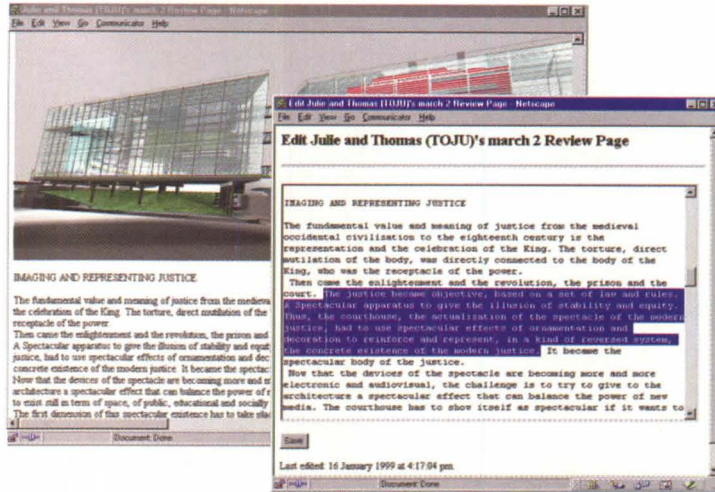 Julie and Thomas (TOJU)'s march 2 Review Page - Netscape
File Edit View Go Communicator Help
IMAGING AND REPRESENTING JUSTICE
The fundamental value and meaning of justice from the medieva
the celebration of the King. The torture, direct mutilation of the
receptacle of the power.
Then came the enlightenment and the revolution, the prison and
A Spectacular apparatus to give the illusion of stability and equit
justice, had to use spectacular effects of ornamentation and dec
concrete existence of the modern justice. It became the spectac
Now that the devices of the spectacle are becoming more and
architecture a spectacular effect that can balance the power of
to exist still in term of space, of public, educational and socially
The first dimension of this spectacular existence has to take
Document: Done
Edit Julie and Thomas (TOJU)'s march 2 Review Page - Netscape
File Edit View Go Communicator Help
Edit Julie and Thomas (TOJU)'s march 2 Review Page
IMAGING AND REPRESENTING JUSTICE
The fundamental value and meaning of justice from the medieval
occidental civilization to the eighteenth century is the
representation and the celebration of the King. The torture, direct
mutilation of the body, was directly connected to the body of the
King, who was the receptacle of the power.
Then come the enlightenment and the revolution, the prison and the
court. The justice became objective, based on a set of law and rules.
A Spectacular apparatus to give the illusion of stability and equity.
Thus, the courthouse, the actualization of the spectacle of the modern
justice, had to use spectacular effects of ornamentation and
decoration to reinforce and represent, in a kind of reversed system,
the concrete existence of the modern justice. It became the
spectacular body of the justice.
Now that the devices of the spectacle are becoming more and more
electronic and audiovisual, the challenge is to try to give to the
architecture a spectacular effect that can balance the power of new
media. The courthouse has to show itself as spectacular if it wants to
Save
Last edited: 16 January 1999 at 4:17:04 pm.
Document: Done